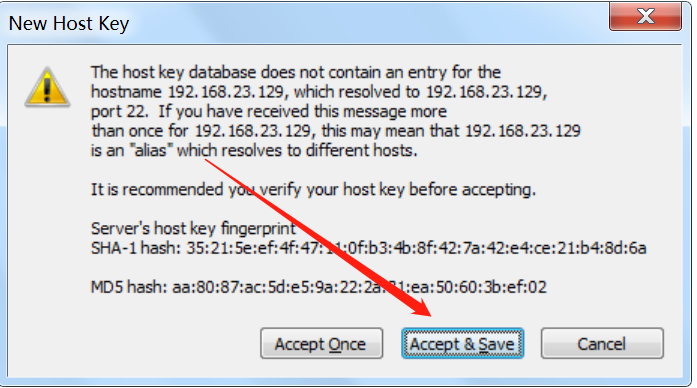 New Host Key
The host key database does not contain an entry for the
hostname 192.168.23.129, which resolved to 192.168.23.129,
port 22. If you have received this message more
than once for 192.168.23.129, this may mean that 192.168.23.129
is an "alias" which resolves to different hosts.
It is recommended you verify your host key before accepting.
Server's host key fingerprint
SHA-1 hash: 35:21:5e:ef:4f:47:11:0f:b3:4b:8f:42:7a:42:e4:ce:21:b4:8d:6a
MD5 hash: aa:80:87:ac:5d:e5:9a:22:2a:31:ea:50:60:3b:ef:02
Accept Once Accept & Save Cancel